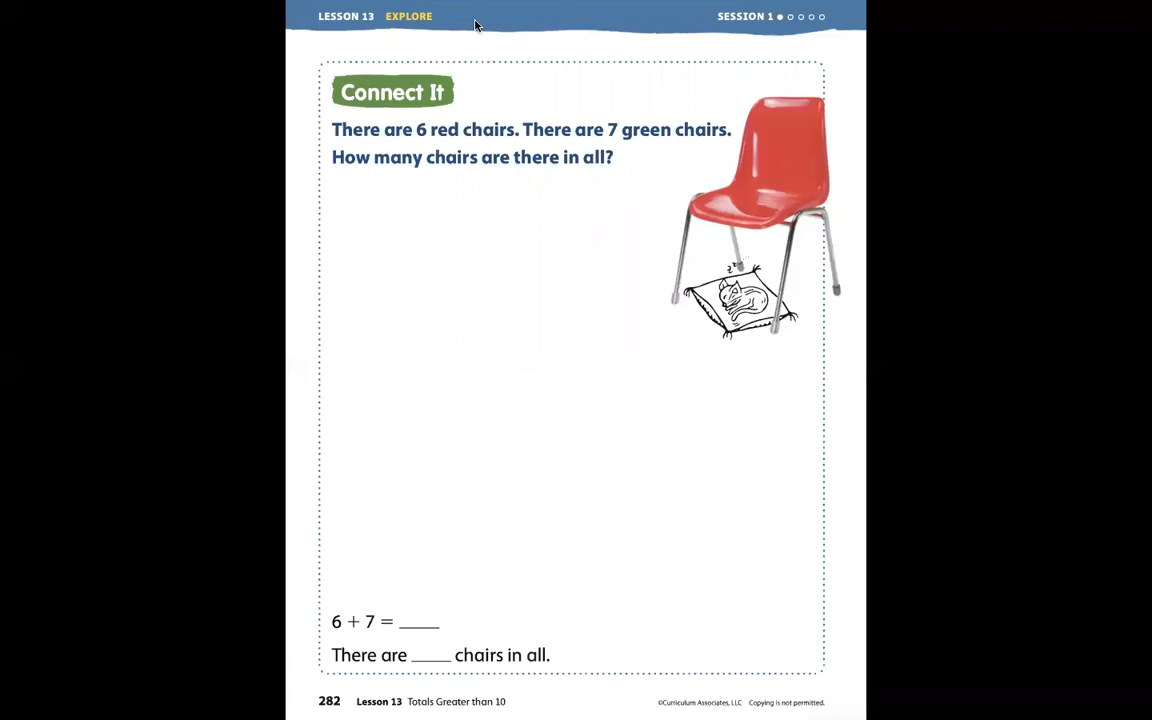 LESSON 13 EXPLORE SESSION 1
Connect It
There are 6 red chairs. There are 7 green chairs.
How many chairs are there in all?
z z
6 + 7 = ____
There are ____ chairs in all.
282 Lesson 13 Totals Greater than 10 ©Curriculum Associates, LLC Copying is not permitted.